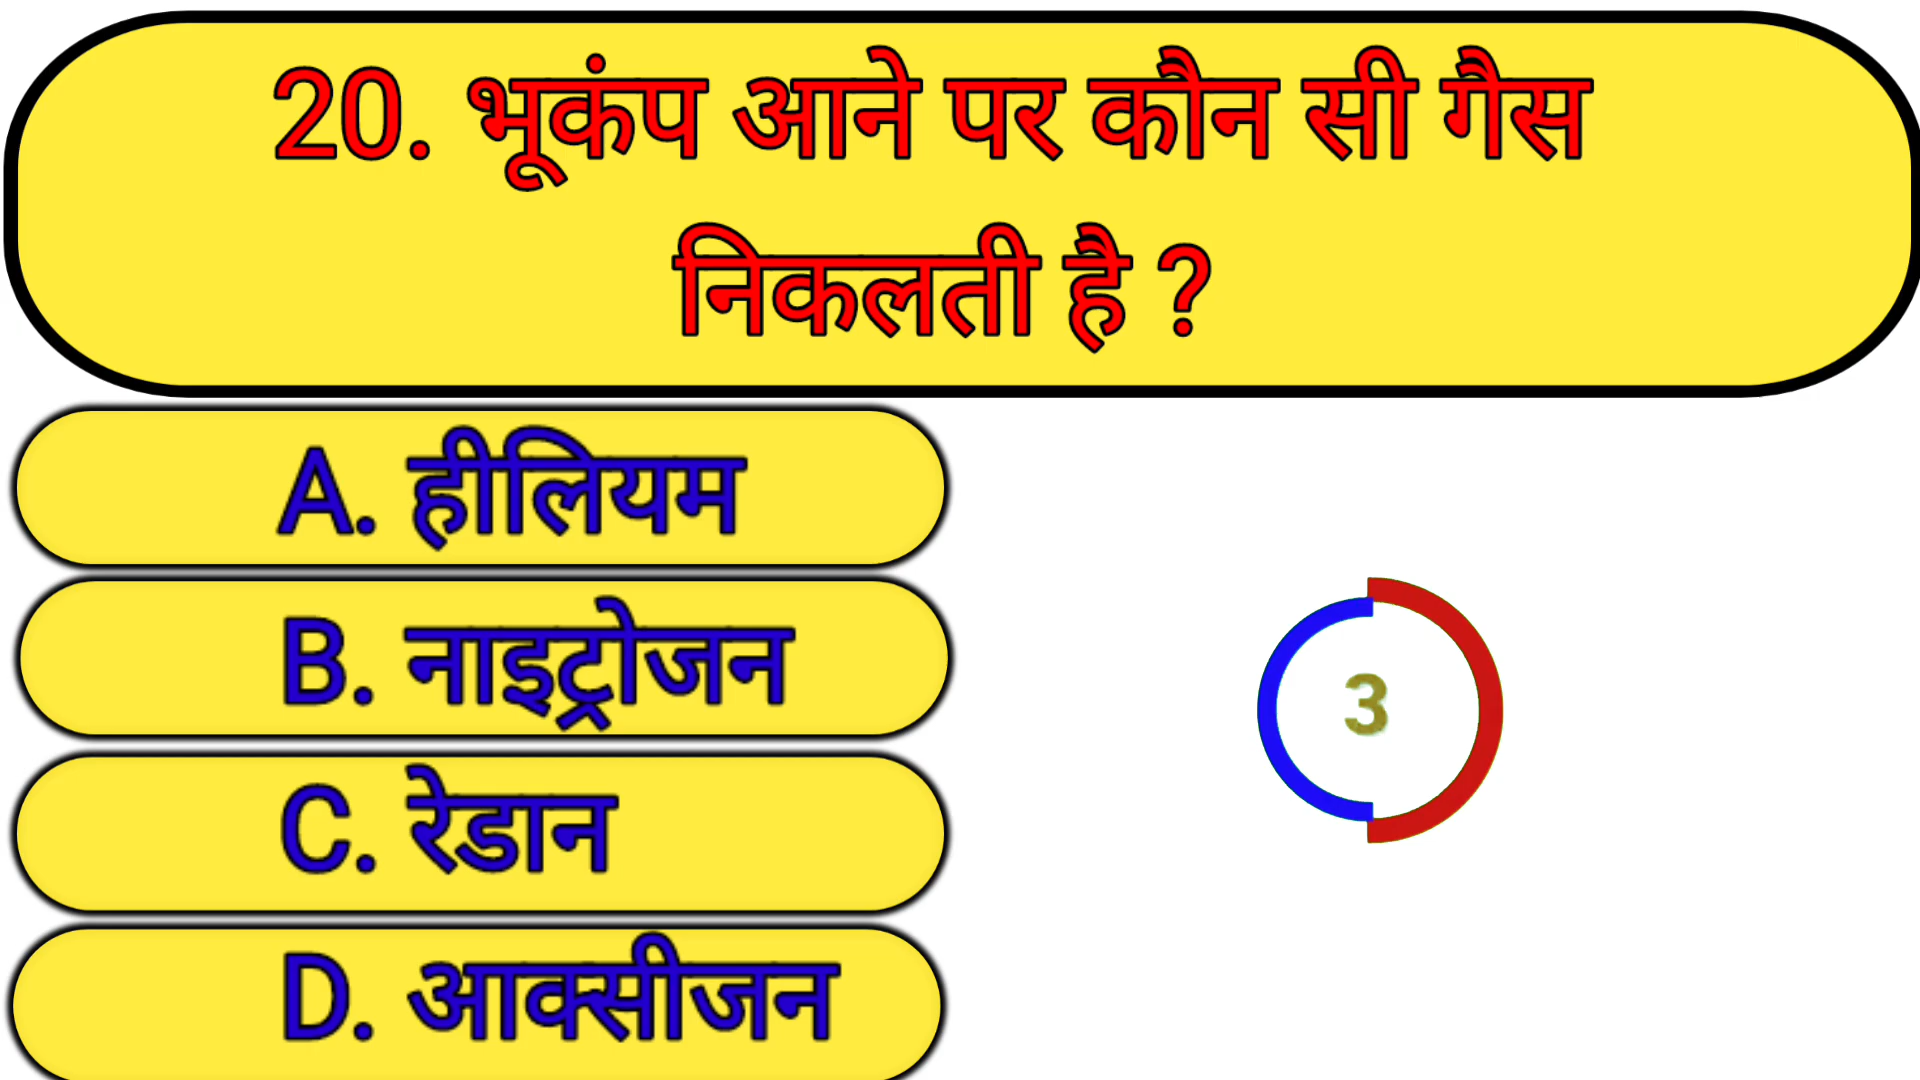 20. भूकंप आने पर कौन सी गैस
निकलती है ?
A. हीलियम
B. नाइट्रोजन
C. रेडान
D. आक्सीजन
3